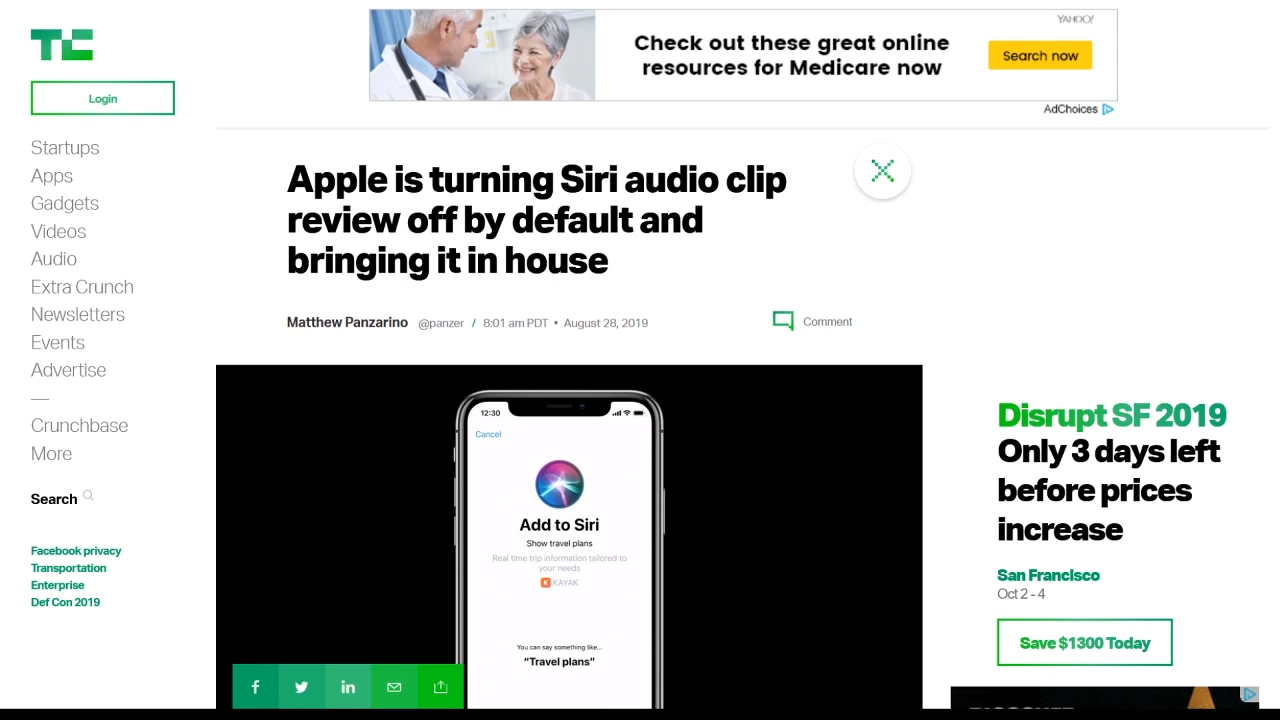 TC
Login
Startups
Apps
Gadgets
Videos
Audio
Extra Crunch
Newsletters
Events
Advertise
—
Crunchbase
More
Search
Facebook privacy
Transportation
Enterprise
Def Con 2019
YAHOO!
Check out these great online
resources for Medicare now
Search now
AdChoices
Apple is turning Siri audio clip
review off by default and
bringing it in house
Matthew Panzarino @panzer / 8:01 am PDT • August 28, 2019
Comment
12:30
Cancel
Add to Siri
Show travel plans
Real time trip information tailored to
your needs
KAYAK
You can say something like...
“Travel plans”
Disrupt SF 2019
Only 3 days left
before prices
increase
San Francisco
Oct 2 - 4
Save $1300 Today